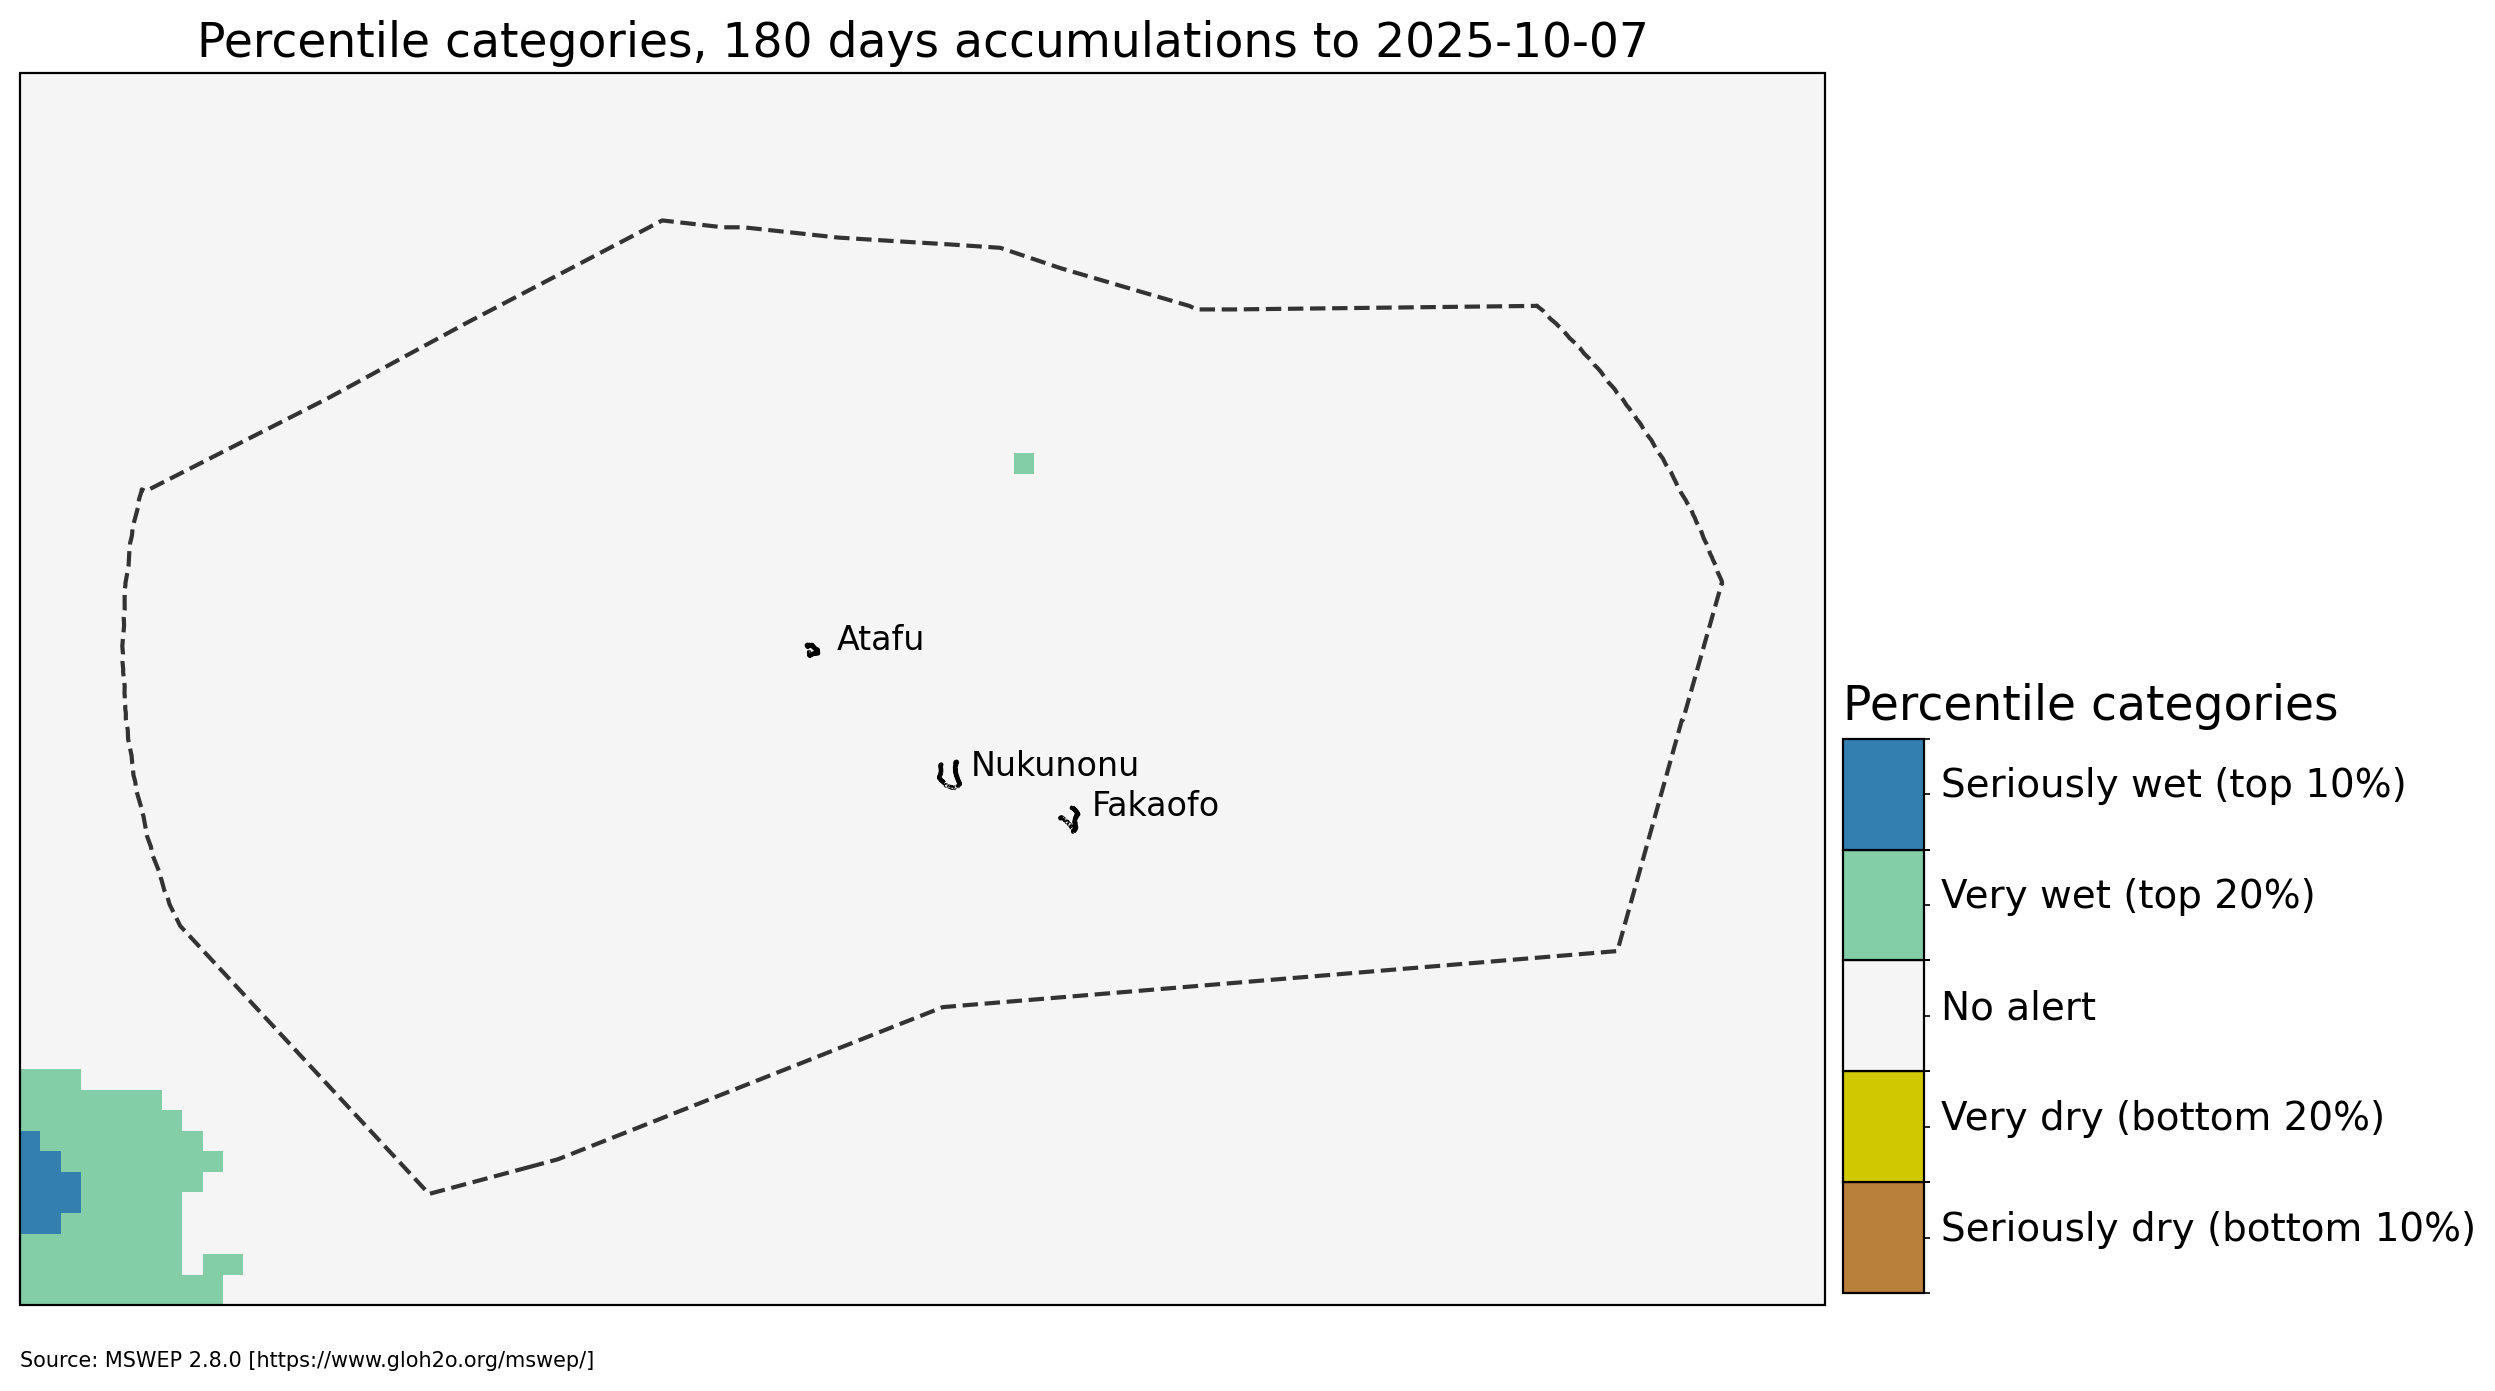 Percentile categories, 180 days accumulations to 2025-10-07
Atafu
Nukunonu
Fakaofo
Percentile categories
Seriously wet (top 10%)
Very wet (top 20%)
No alert
Very dry (bottom 20%)
Seriously dry (bottom 10%)
Source: MSWEP 2.8.0 [https://www.gloh2o.org/mswep/]